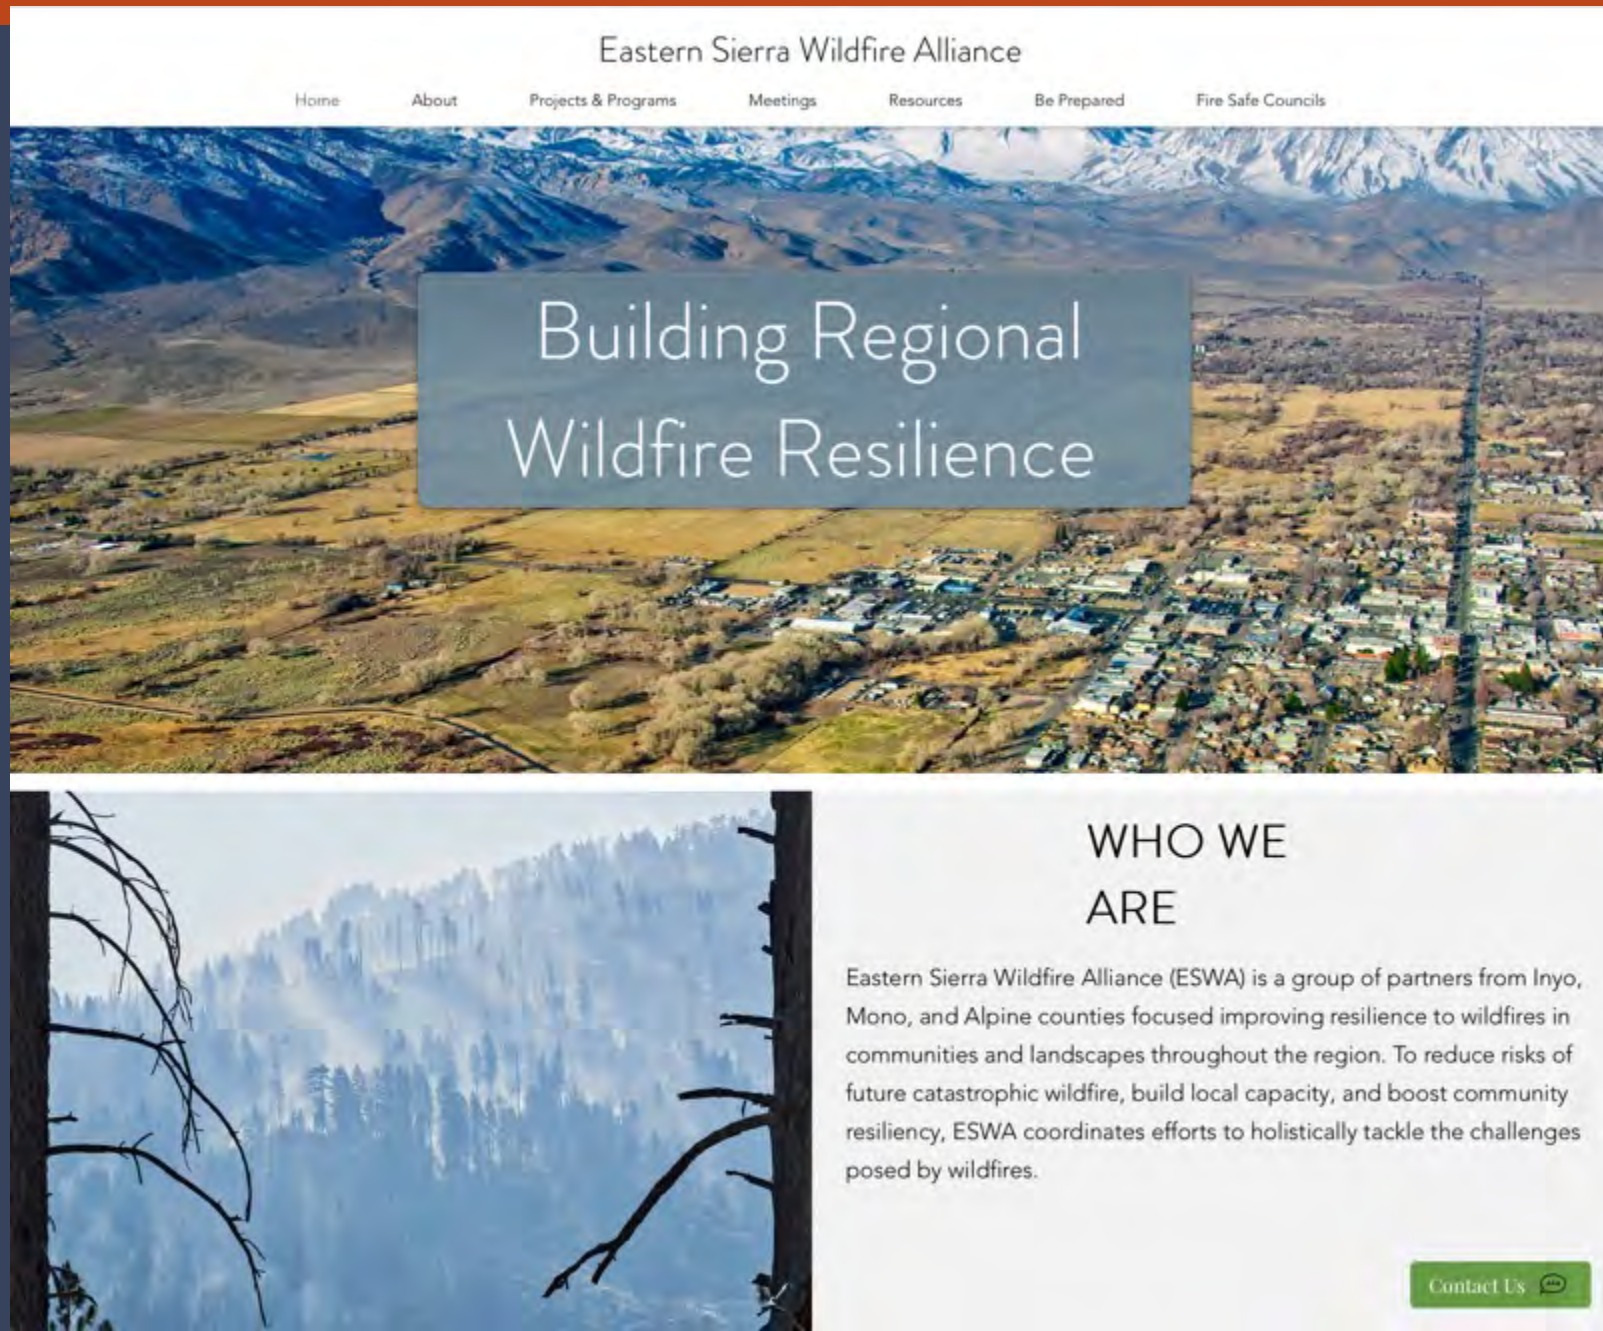 Eastern Sierra Wildfire Alliance
Home About Projects & Programs Meetings Resources Be Prepared Fire Safe Councils
Building Regional
Wildfire Resilience
WHO WE
ARE
Eastern Sierra Wildfire Alliance (ESWA) is a group of partners from Inyo,
Mono, and Alpine counties focused improving resilience to wildfires in
communities and landscapes throughout the region. To reduce risks of
future catastrophic wildfire, build local capacity, and boost community
resiliency, ESWA coordinates efforts to holistically tackle the challenges
posed by wildfires.
Contact Us